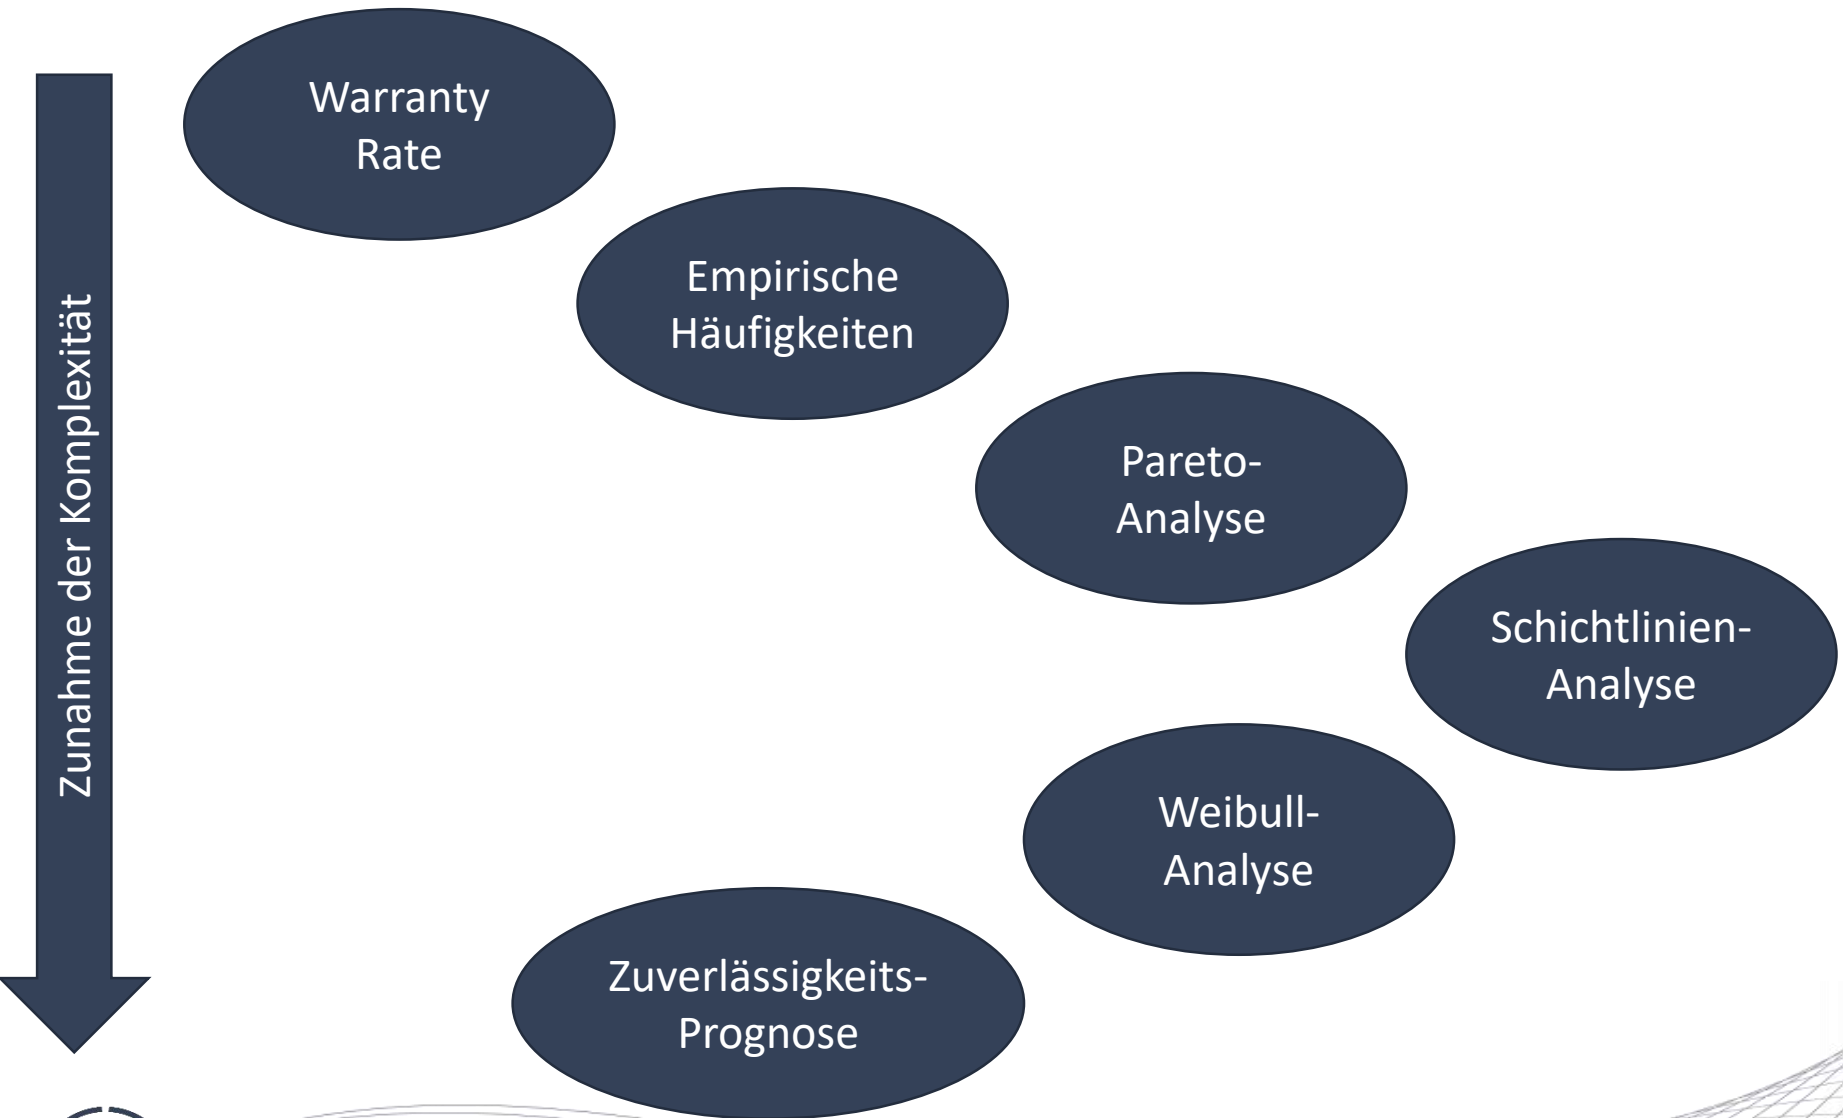 Zunahme der Komplexität
Warranty
Rate
Empirische
Häufigkeiten
Pareto-
Analyse
Schichtlinien-
Analyse
Weibull-
Analyse
Zuverlässigkeits-
Prognose